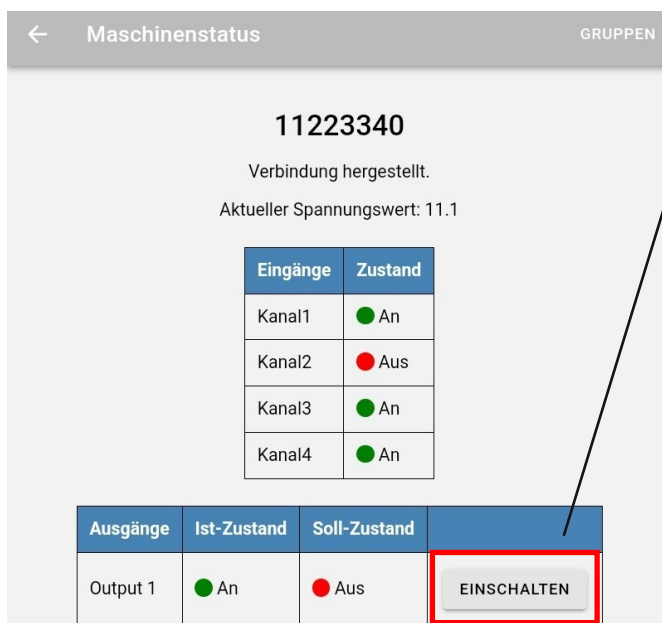 Maschinenstatus GRUPPEN
11223340
Verbindung hergestellt.
Aktueller Spannungswert: 11.1
Eingänge Zustand
Kanal1 An
Kanal2 Aus
Kanal3 An
Kanal4 An
Ausgänge Ist-Zustand Soll-Zustand
Output 1 An Aus EINSCHALTEN